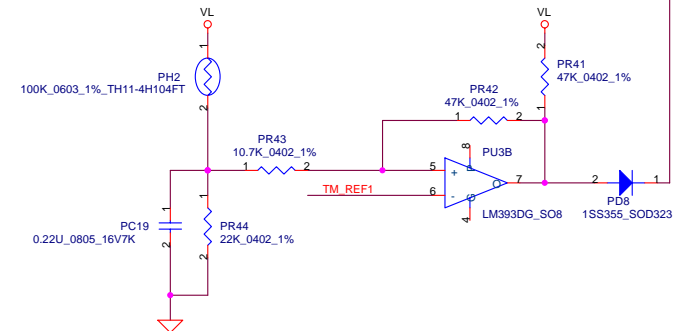 VL
VL
1
2
PR41
47K_0402_1%
1
PH2
100K_0603_1%_TH11-4H104FT
2
PR42
47K_0402_1%
1
2
PR43
10.7K_0402_1%
1
2
8
PU3B
5
+
P
O
7
TM_REF1
6
-
G
4
LM393DG_SO8
2
1
PD8
1SS355_SOD323
1
PC19
0.22U_0805_16V7K
2
1
PR44
22K_0402_1%
2